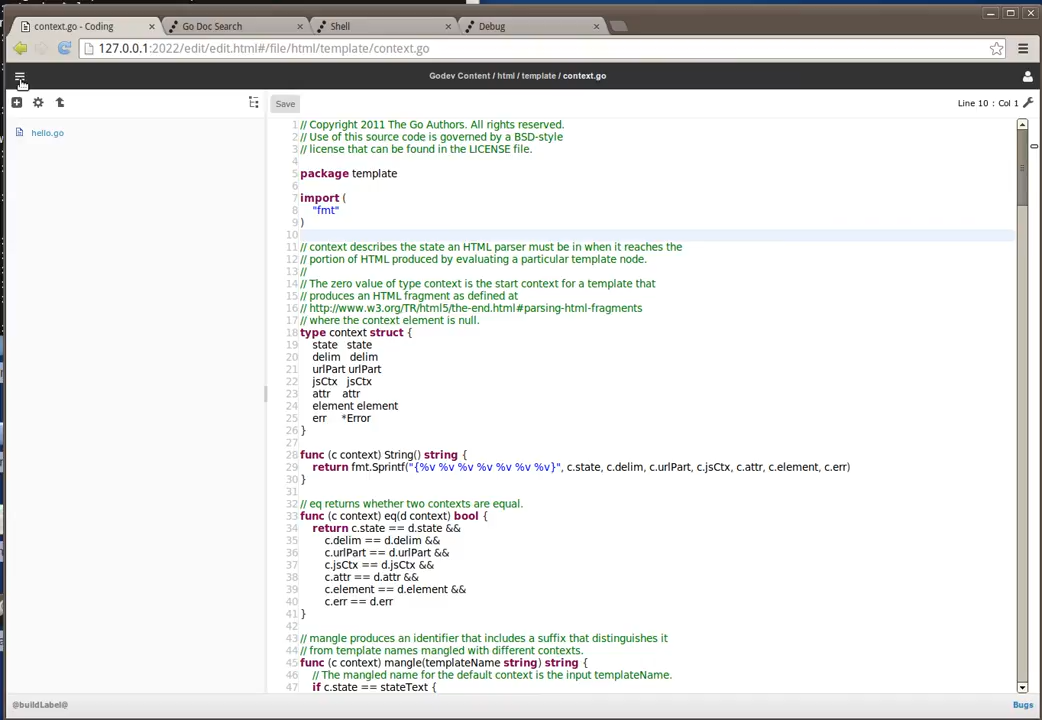 context.go - Coding
Go Doc Search
Shell
Debug
127.0.0.1:2022/edit/edit.html#/file/html/template/context.go
Godev Content / html / template / context.go
Save
Line 10 : Col 1
hello.go
1 // Copyright 2011 The Go Authors. All rights reserved.
2 // Use of this source code is governed by a BSD-style
3 // license that can be found in the LICENSE file.
4
5 package template
6
7 import (
8 "fmt"
9 )
10
11 // context describes the state an HTML parser must be in when it reaches the
12 // portion of HTML produced by evaluating a particular template node.
13 //
14 // The zero value of type context is the start context for a template that
15 // produces an HTML fragment as defined at
16 // http://www.w3.org/TR/html5/the-end.html#parsing-html-fragments
17 // where the context element is null.
18 type context struct {
19 state state
20 delim delim
21 urlPart urlPart
22 jsCtx jsCtx
23 attr attr
24 element element
25 err *Error
26 }
27
28 func (c context) String() string {
29 return fmt.Sprintf("{%v %v %v %v %v %v %v}", c.state, c.delim, c.urlPart, c.jsCtx, c.attr, c.element, c.err)
30 }
31
32 // eq returns whether two contexts are equal.
33 func (c context) eq(d context) bool {
34 return c.state == d.state &&
35 c.delim == d.delim &&
36 c.urlPart == d.urlPart &&
37 c.jsCtx == d.jsCtx &&
38 c.attr == d.attr &&
39 c.element == d.element &&
40 c.err == d.err
41 }
42
43 // mangle produces an identifier that includes a suffix that distinguishes it
44 // from template names mangled with different contexts.
45 func (c context) mangle(templateName string) string {
46 // The mangled name for the default context is the input templateName.
47 if c.state == stateText {
@buildLabel@
Bugs